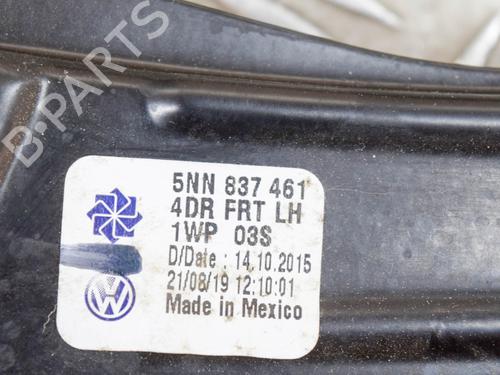 B-PARTS
5NN 837 461
4DR FRT LH
1WP 03S
D/Date : 14.10.2015
21/08/19 12:10:01
Made in Mexico